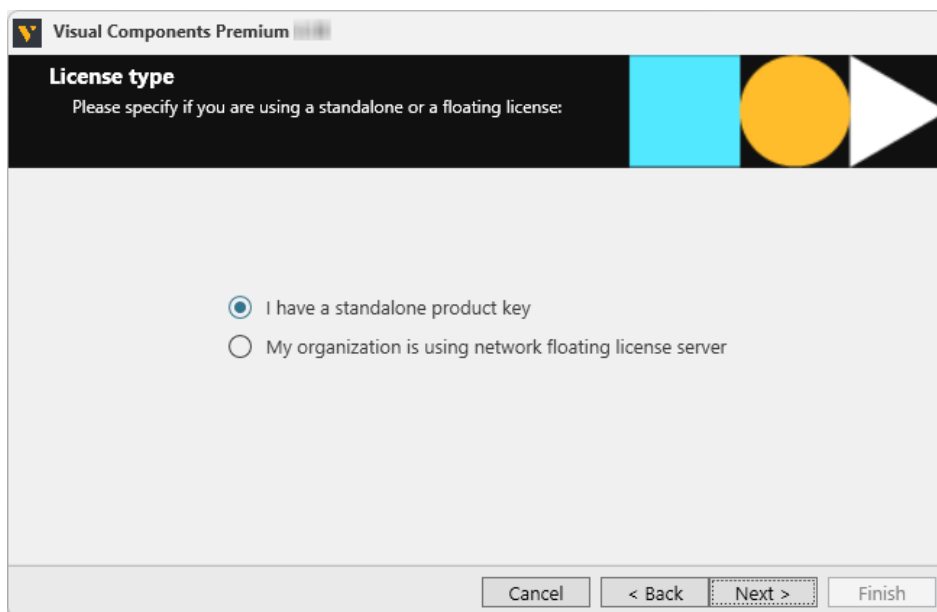 Visual Components Premium
License type
Please specify if you are using a standalone or a floating license:
I have a standalone product key
My organization is using network floating license server
Cancel
< Back
Next >
Finish